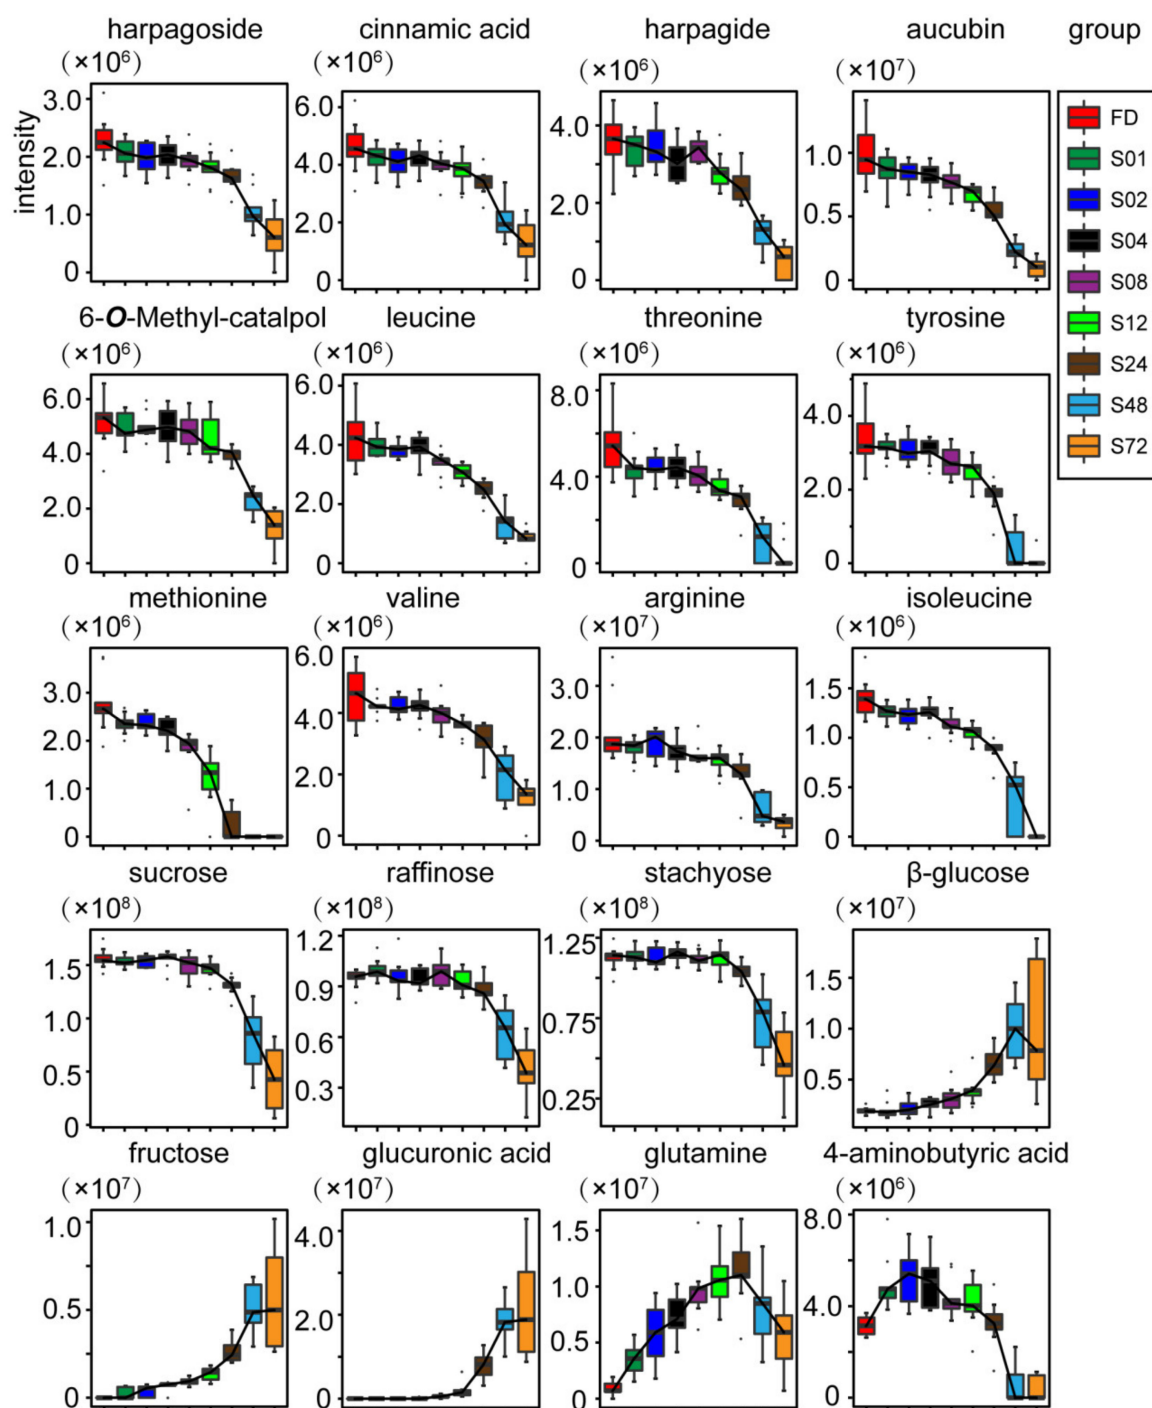 harpagoside cinnamic acid harpagide aucubin group
(×10⁶) (×10⁶) (×10⁶) (×10⁷)
intensity
3.0 2.0 1.0 0
6.0 4.0 2.0 0
4.0 2.0 0
1.0 0.5 0
FD
S01
S02
S04
S08
S12
S24
S48
S72
6-O-Methyl-catalpol leucine threonine tyrosine
(×10⁶) (×10⁶) (×10⁶) (×10⁶)
6.0 4.0 2.0 0
6.0 4.0 2.0 0
8.0 4.0 0
4.0 2.0 0
methionine valine arginine isoleucine
(×10⁶) (×10⁶) (×10⁷) (×10⁶)
3.0 2.0 1.0 0
6.0 4.0 2.0 0
3.0 2.0 1.0 0
1.5 1.0 0.5 0
sucrose raffinose stachyose β-glucose
(×10⁸) (×10⁸) (×10⁸) (×10⁷)
1.5 1.0 0.5 0
1.2 0.9 0.6 0.3
1.25 0.75 0.25
1.5 1.0 0.5
fructose glucuronic acid glutamine 4-aminobutyric acid
(×10⁷) (×10⁷) (×10⁷) (×10⁶)
1.0 0.5 0
4.0 2.0 0
1.5 1.0 0.5 0
8.0 4.0 0